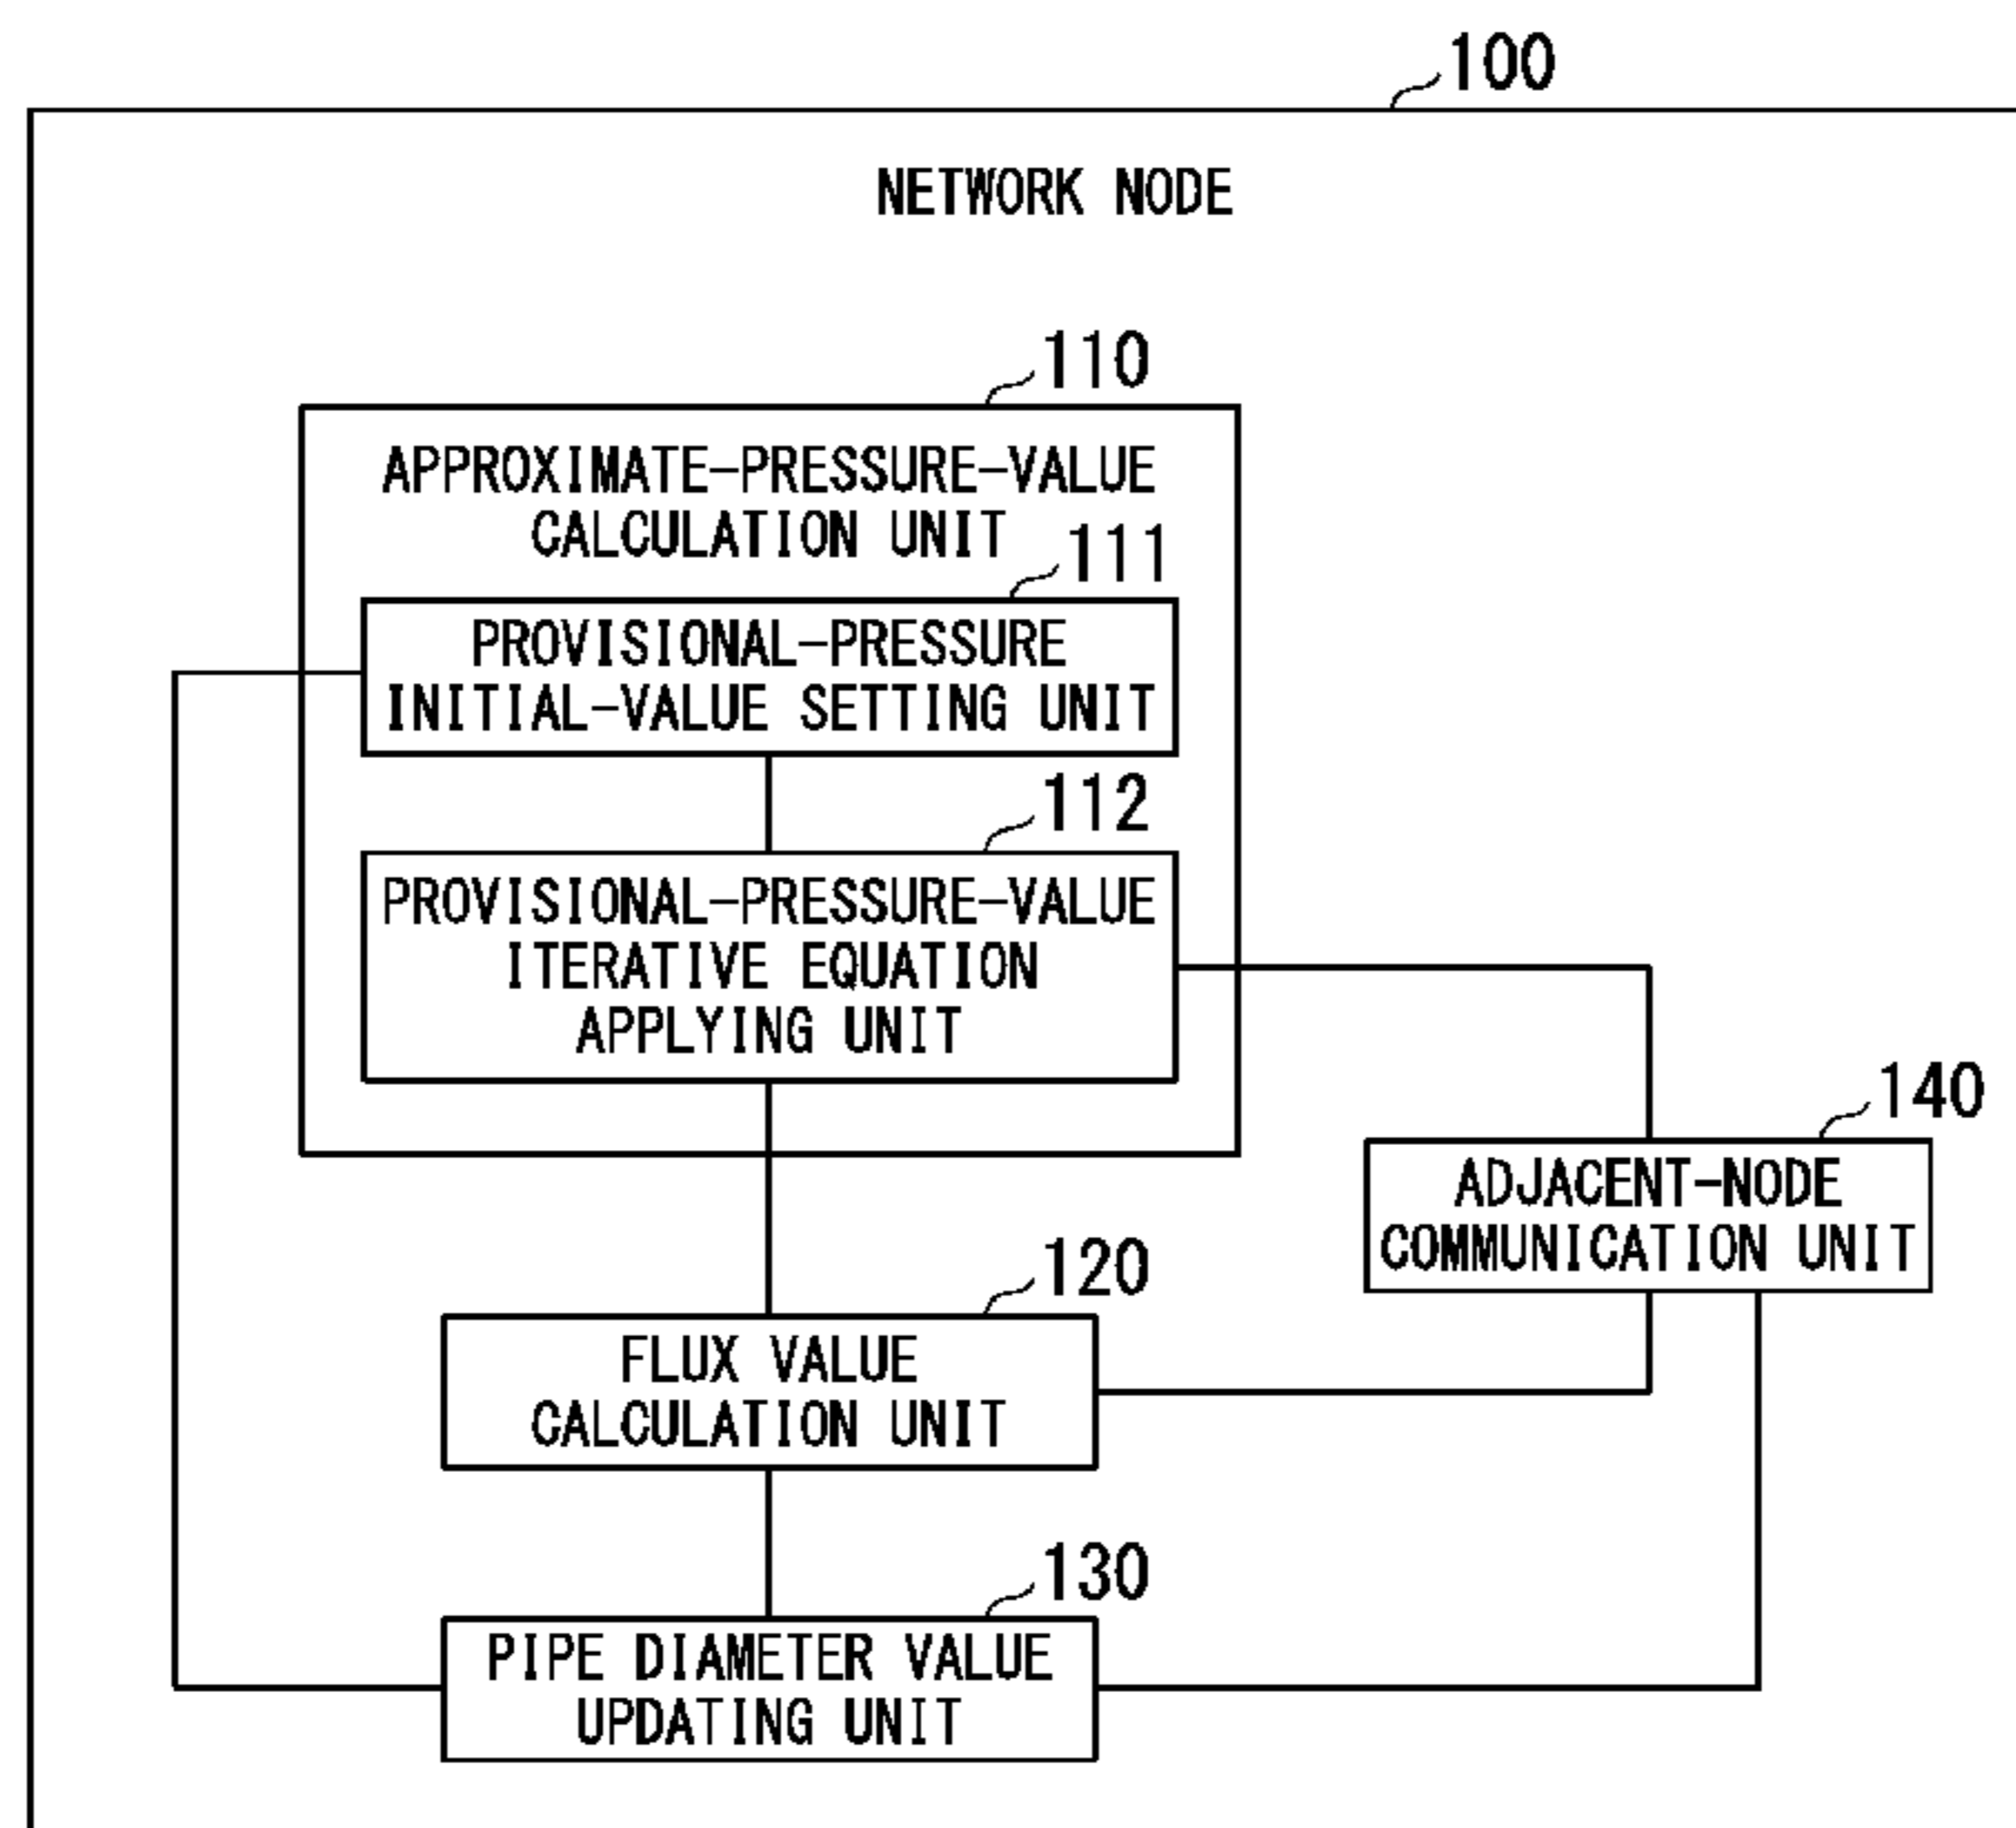 100
NETWORK NODE
110
APPROXIMATE-PRESSURE-VALUE
CALCULATION UNIT
111
PROVISIONAL-PRESSURE
INITIAL-VALUE SETTING UNIT
112
PROVISIONAL-PRESSURE-VALUE
ITERATIVE EQUATION
APPLYING UNIT
140
ADJACENT-NODE
COMMUNICATION UNIT
120
FLUX VALUE
CALCULATION UNIT
130
PIPE DIAMETER VALUE
UPDATING UNIT